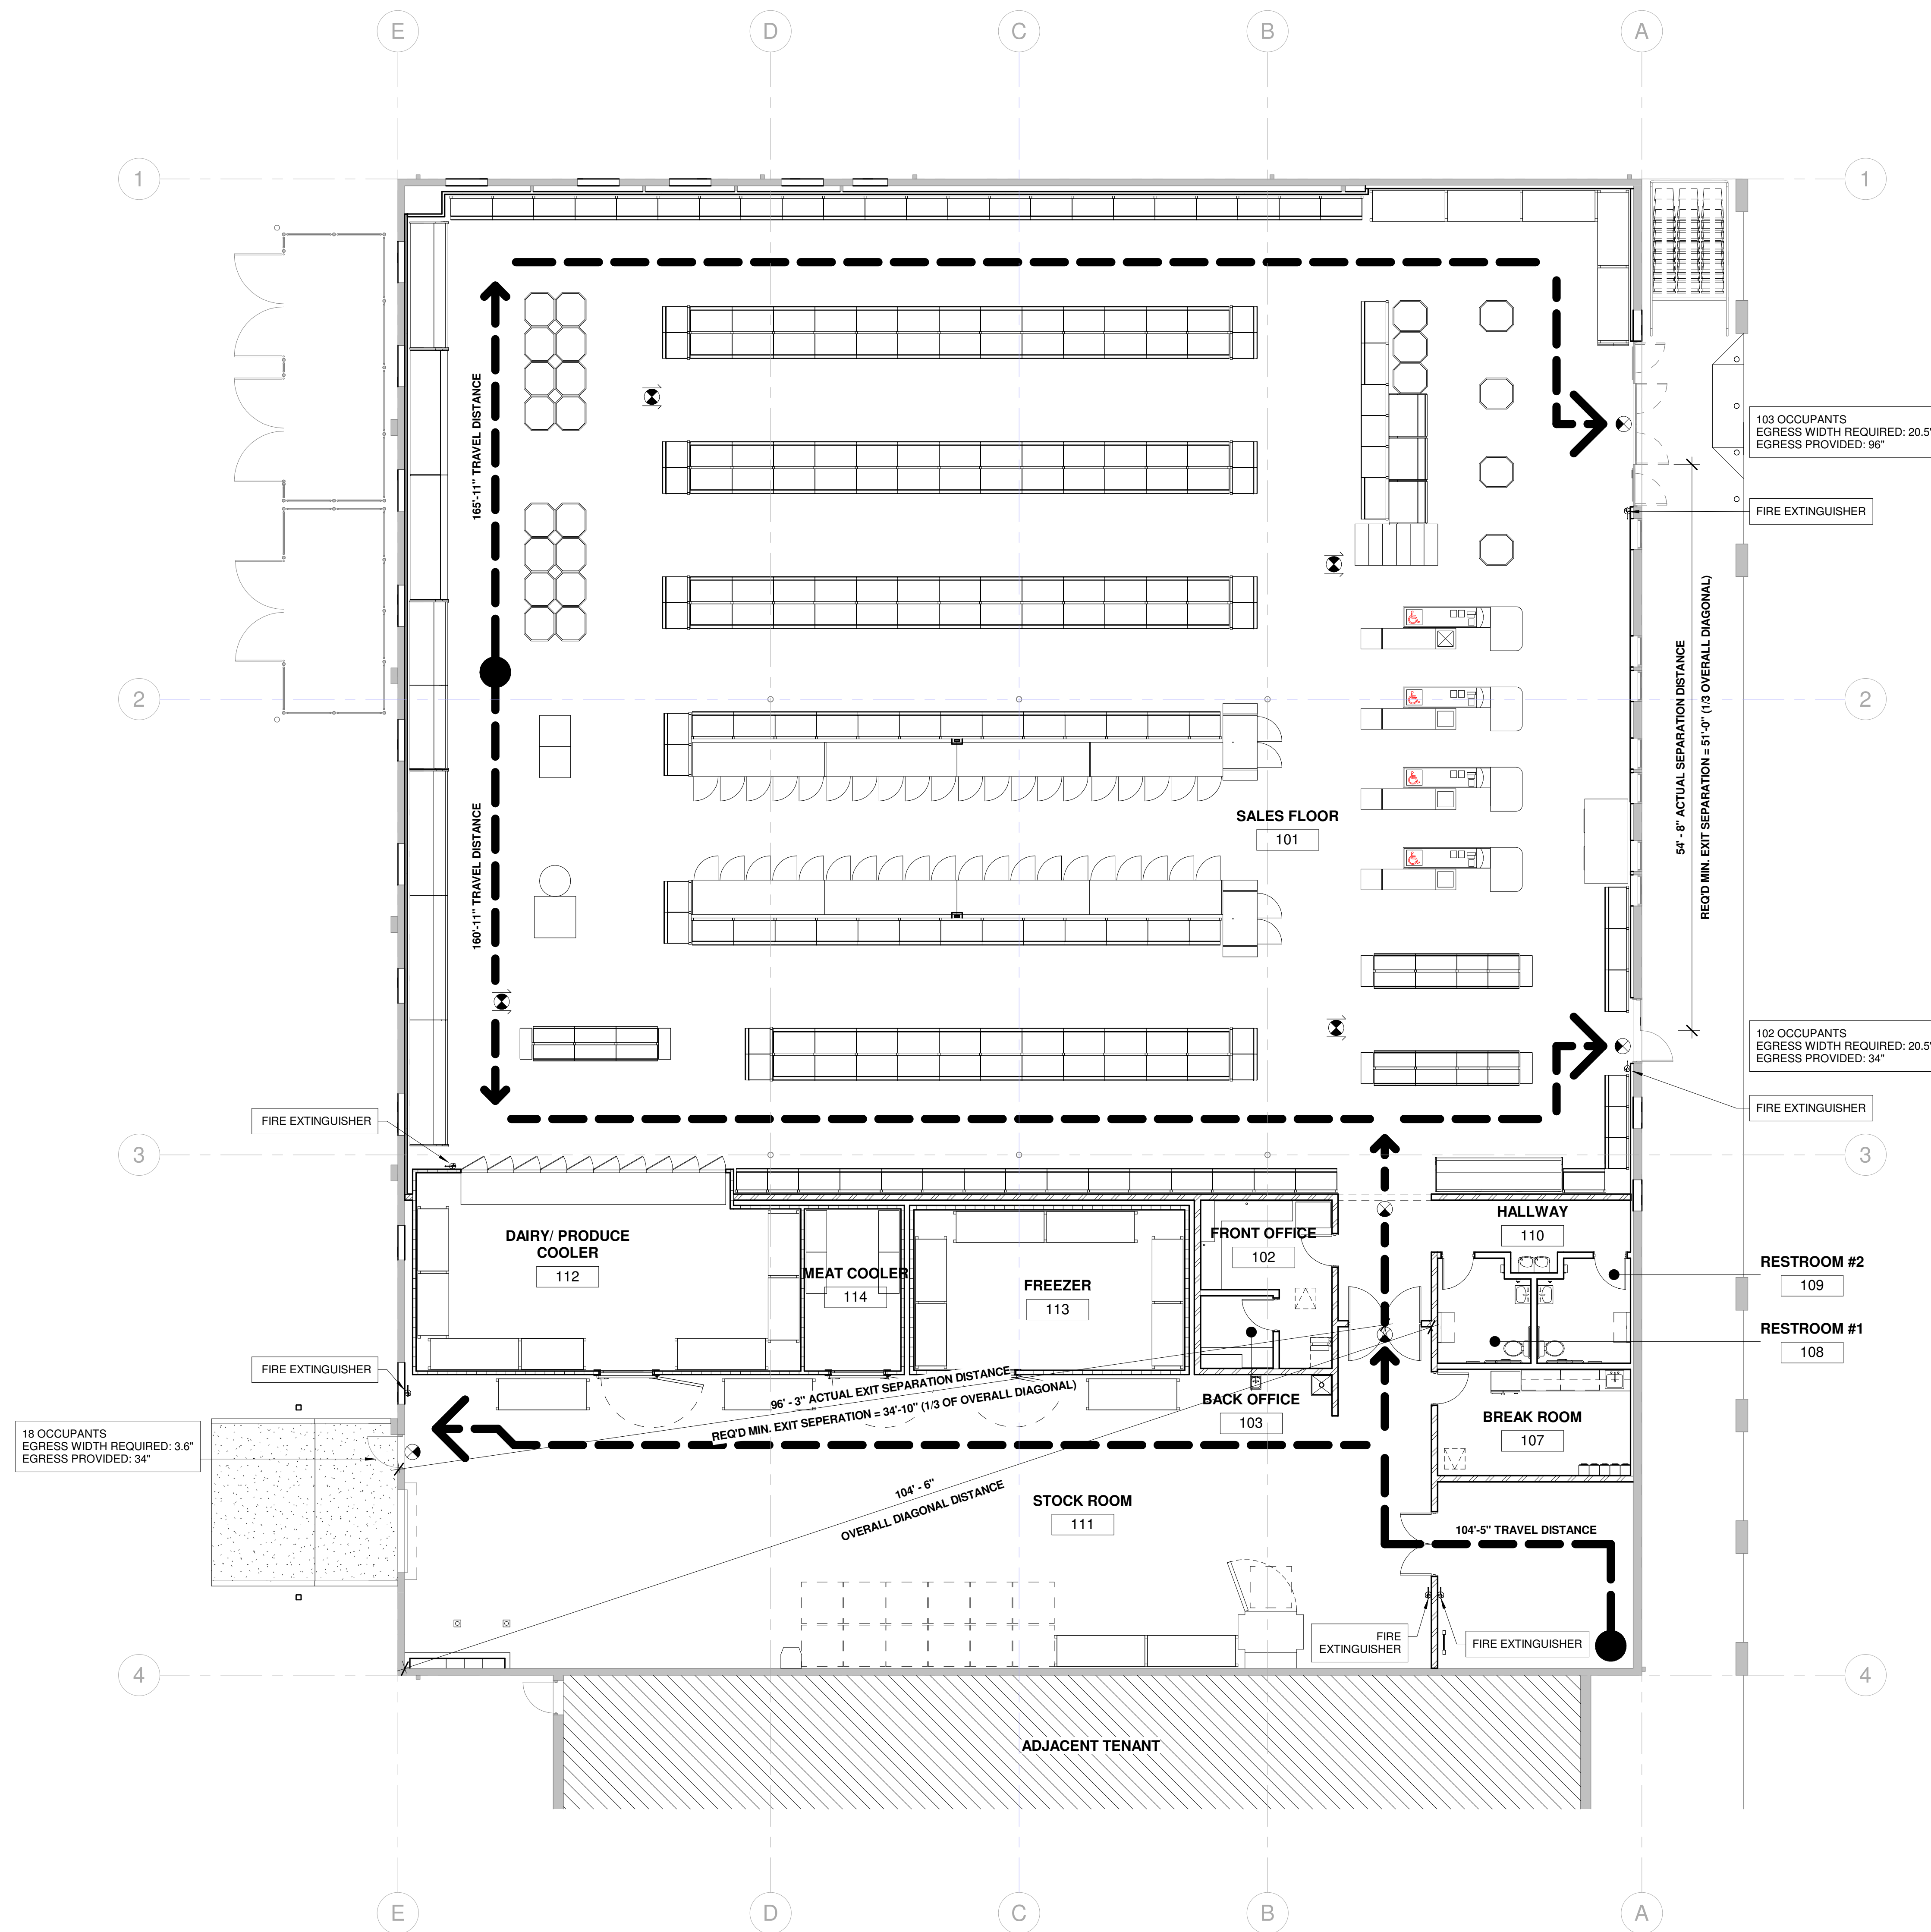 E
D
C
B
A
1
1
165'-11" TRAVEL DISTANCE
103 OCCUPANTS
EGRESS WIDTH REQUIRED: 20.5"
EGRESS PROVIDED: 96"
FIRE EXTINGUISHER
54' - 8" ACTUAL SEPARATION DISTANCE
REQ'D MIN. EXIT SEPARATION = 51'-0" (1/3 OVERALL DIAGONAL)
2
2
160'-11" TRAVEL DISTANCE
SALES FLOOR
101
102 OCCUPANTS
EGRESS WIDTH REQUIRED: 20.5"
EGRESS PROVIDED: 34"
FIRE EXTINGUISHER
FIRE EXTINGUISHER
3
3
DAIRY/ PRODUCE
COOLER
112
MEAT COOLER
114
FREEZER
113
FRONT OFFICE
102
HALLWAY
110
RESTROOM #2
109
RESTROOM #1
108
FIRE EXTINGUISHER
96' - 3" ACTUAL EXIT SEPARATION DISTANCE
REQ'D MIN. EXIT SEPERATION = 34'-10" (1/3 OF OVERALL DIAGONAL)
BACK OFFICE
103
BREAK ROOM
107
18 OCCUPANTS
EGRESS WIDTH REQUIRED: 3.6"
EGRESS PROVIDED: 34"
104' - 6"
OVERALL DIAGONAL DISTANCE
STOCK ROOM
111
104'-5" TRAVEL DISTANCE
FIRE
EXTINGUISHER
FIRE EXTINGUISHER
4
4
ADJACENT TENANT
E
D
C
B
A